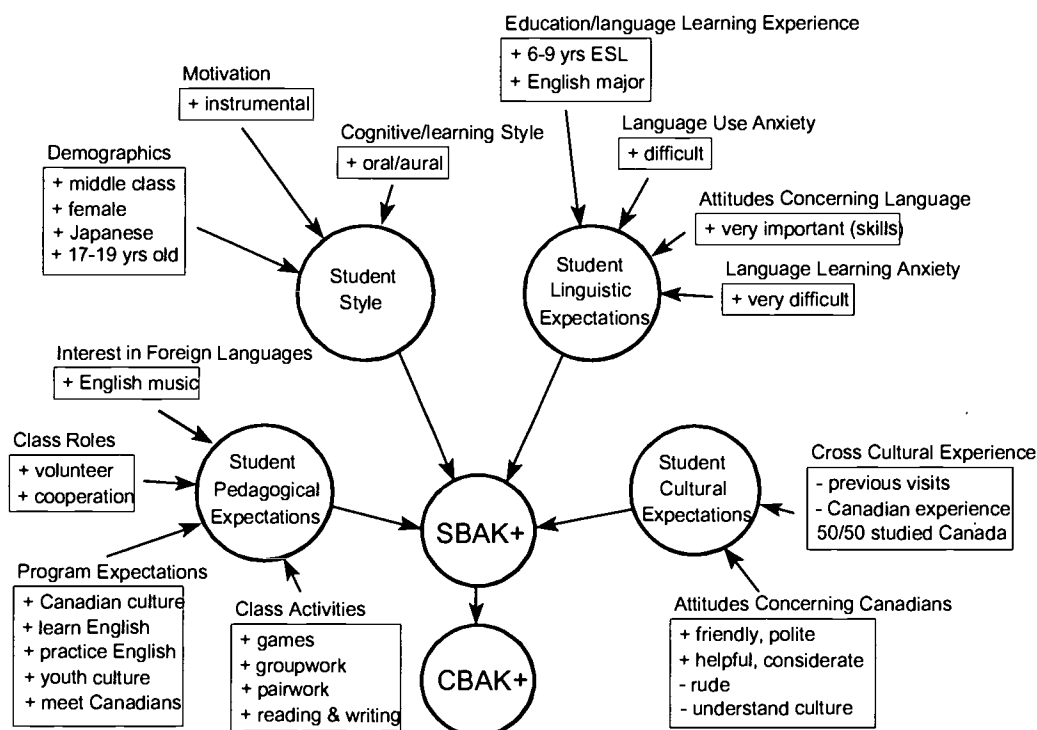 Education/language Learning Experience
+ 6-9 yrs ESL
+ English major
Motivation
+ instrumental
Cognitive/learning Style
+ oral/aural
Language Use Anxiety
+ difficult
Demographics
+ middle class
+ female
+ Japanese
+ 17-19 yrs old
Attitudes Concerning Language
+ very important (skills)
Language Learning Anxiety
+ very difficult
Student
Style
Student
Linguistic
Expectations
Interest in Foreign Languages
+ English music
Class Roles
+ volunteer
+ cooperation
Student
Pedagogical
Expectations
Student
Cultural
Expectations
Cross Cultural Experience
- previous visits
- Canadian experience
50/50 studied Canada
SBAK+
Program Expectations
+ Canadian culture
+ learn English
+ practice English
+ youth culture
+ meet Canadians
Class Activities
+ games
+ groupwork
+ pairwork
+ reading & writing
CBAK+
Attitudes Concerning Canadians
+ friendly, polite
+ helpful, considerate
- rude
- understand culture